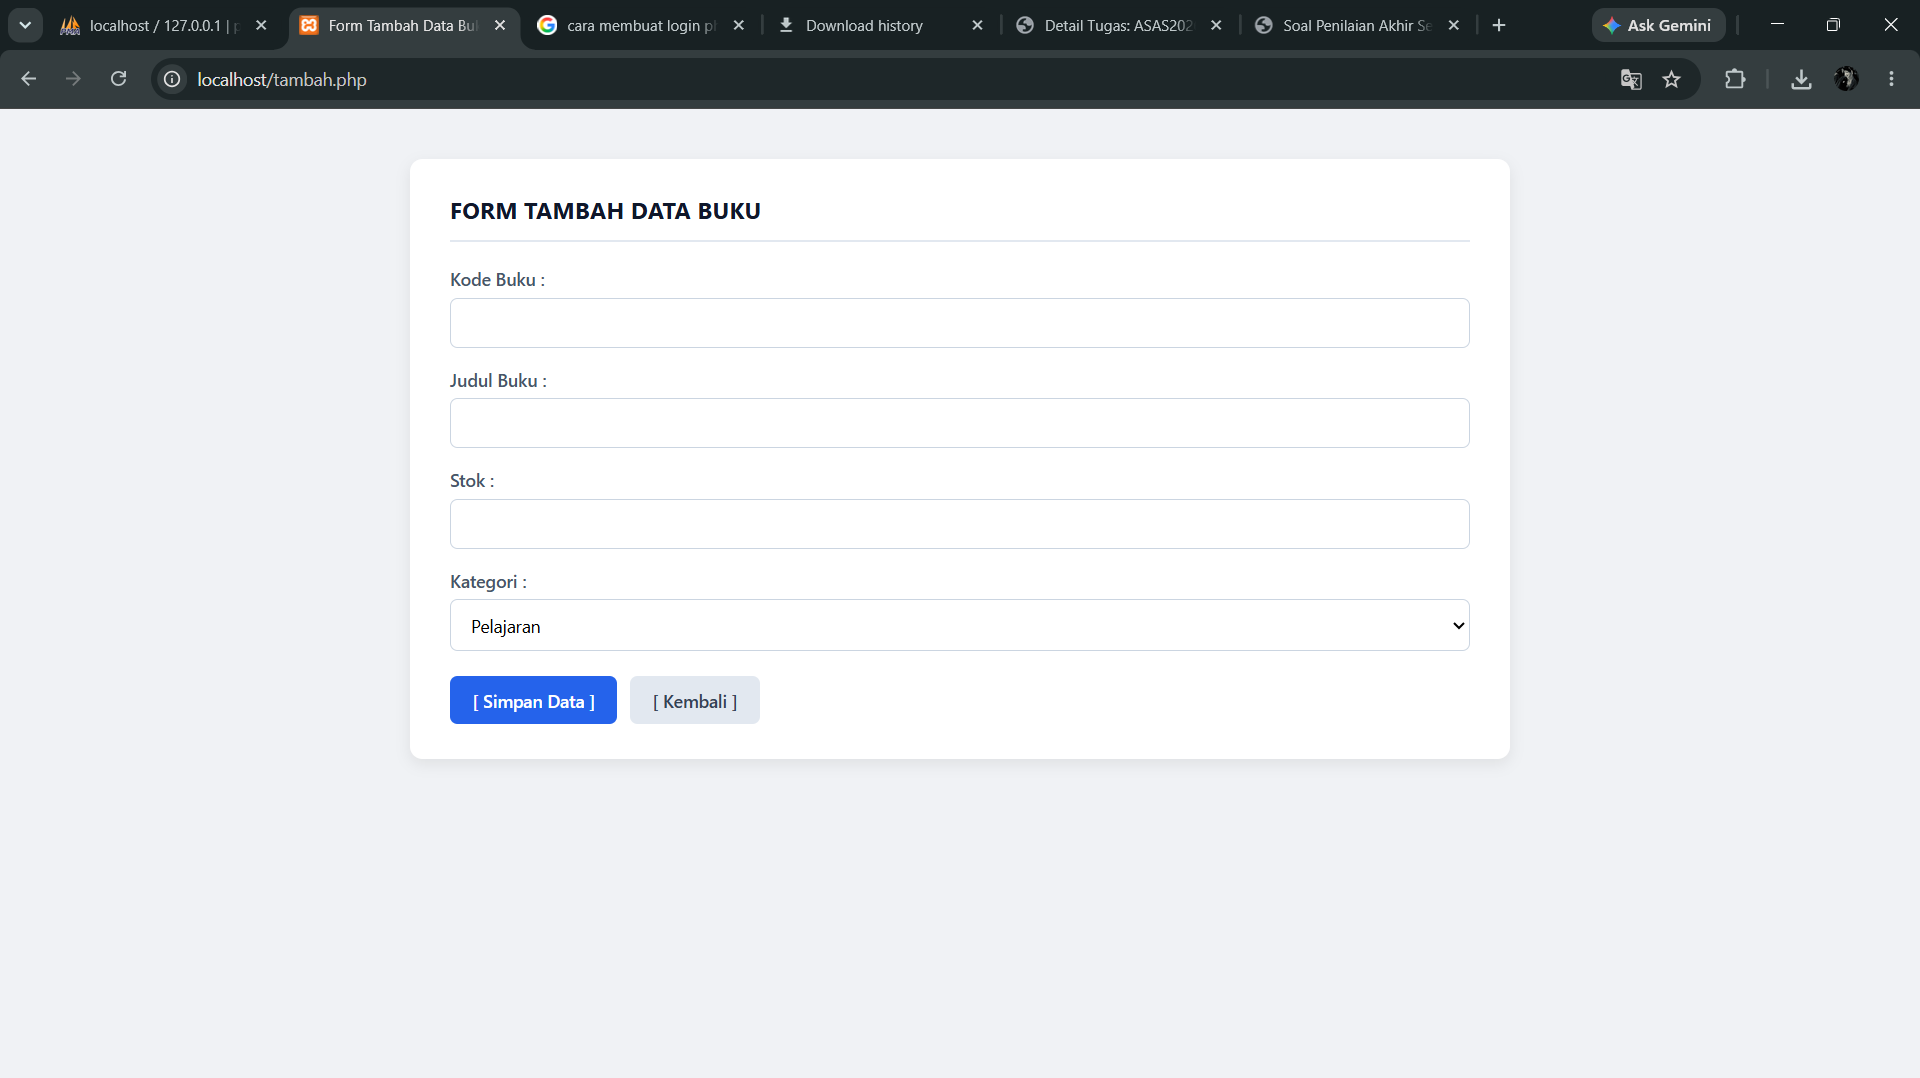 localhost / 127.0.0.1 | p
Form Tambah Data Bu
cara membuat login p
Download history
Detail Tugas: ASAS202
Soal Penilaian Akhir Se
Ask Gemini
localhost/tambah.php
FORM TAMBAH DATA BUKU
Kode Buku :
Judul Buku :
Stok :
Kategori :
Pelajaran
[ Simpan Data ]
[ Kembali ]